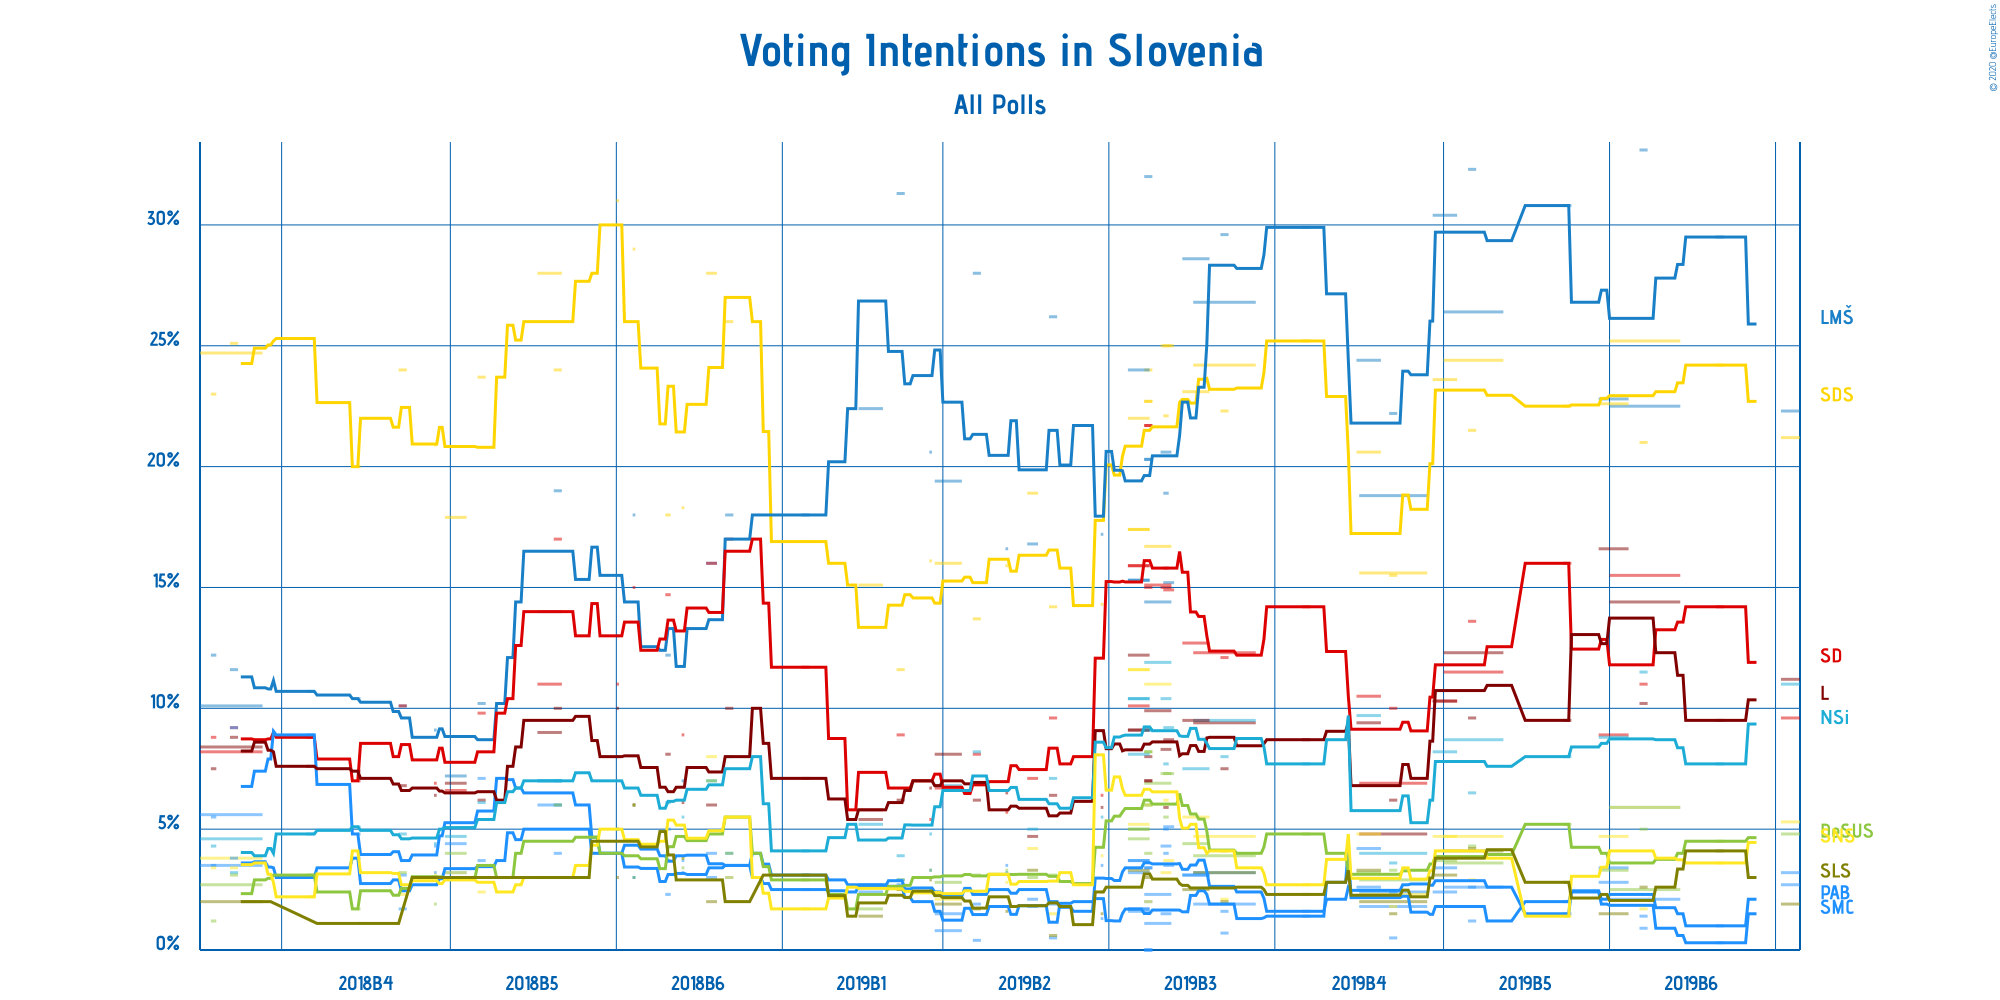 © 2020 @EuropeElects
Voting Intentions in Slovenia
All Polls
30%
25%
20%
15%
10%
5%
0%
LMŠ
SDS
SD
L
NSi
DeSUS
SNS
SLS
PAB
SMC
2018B4 2018B5 2018B6 2019B1 2019B2 2019B3 2019B4 2019B5 2019B6